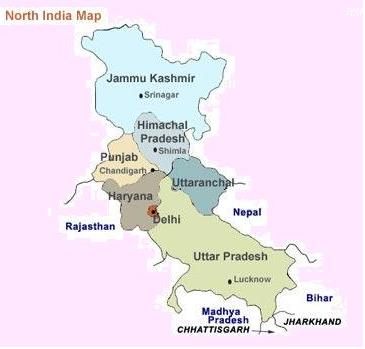 North India Map
Jammu Kashmir
Srinagar
Himachal
Pradesh
Shimla
Punjab
Chandigarh
Uttaranchal
Haryana
Delhi
Nepal
Rajasthan
Uttar Pradesh
Lucknow
Bihar
Madhya
Pradesh
JHARKHAND
CHHATTISGARH